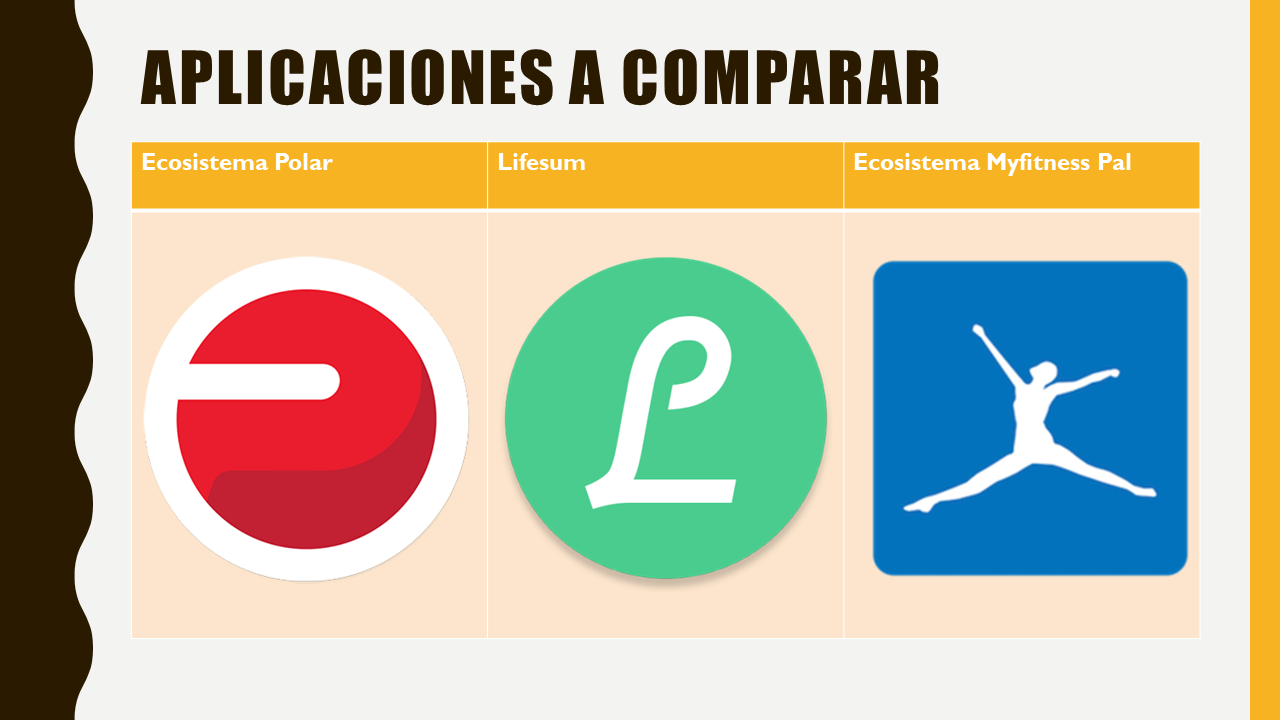 APLICACIONES A COMPARAR
Ecosistema Polar
Lifesum
Ecosistema Myfitness Pal
L